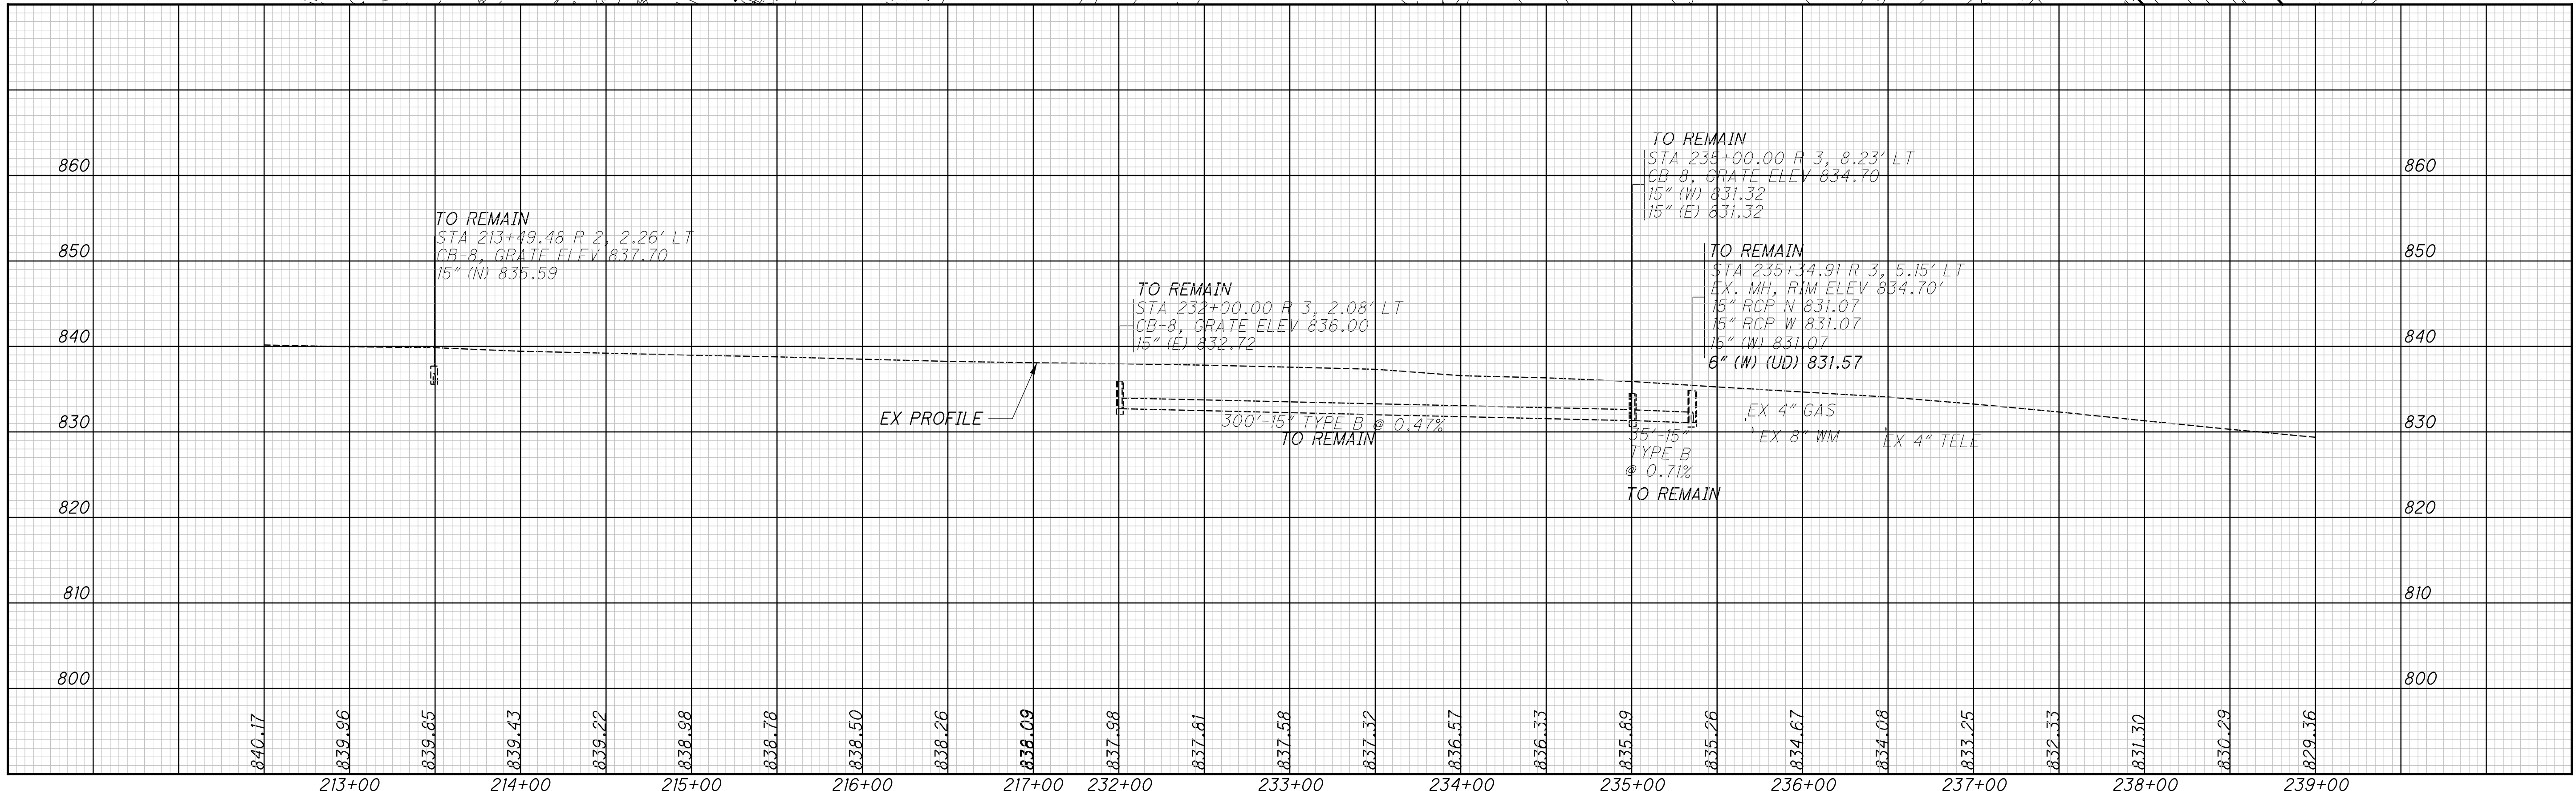 TO REMAIN
STA 235+00.00 R 3, 8.23' LT
CB-8, GRATE ELEV 834.70
15" (W) 831.32
15" (E) 831.32
860
860
TO REMAIN
STA 213+49.48 R 2, 2.26' LT
CB-8, GRATE ELEV 837.70
15" (N) 835.59
850
850
TO REMAIN
STA 235+34.91 R 3, 5.15' LT
EX. MH, RIM ELEV 834.70'
15" RCP N 831.07
15" RCP W 831.07
15" (W) 831.07
6" (W) (UD) 831.57
TO REMAIN
STA 232+00.00 R 3, 2.08' LT
CB-8, GRATE ELEV 836.00
15" (E) 832.72
840
840
EX PROFILE
300'-15" TYPE B @ 0.47%
TO REMAIN
35'-15"
TYPE B
@ 0.71%
TO REMAIN
EX 4" GAS
EX 8" WM
EX 4" TELE
830
830
820
820
810
810
800
800
840.17
839.96
839.85
839.43
839.22
838.98
838.78
838.50
838.26
838.09
837.98
837.81
837.58
837.32
836.57
836.33
835.89
835.26
834.67
834.08
833.25
832.33
831.30
830.29
829.36
213+00
214+00
215+00
216+00
217+00
232+00
233+00
234+00
235+00
236+00
237+00
238+00
239+00